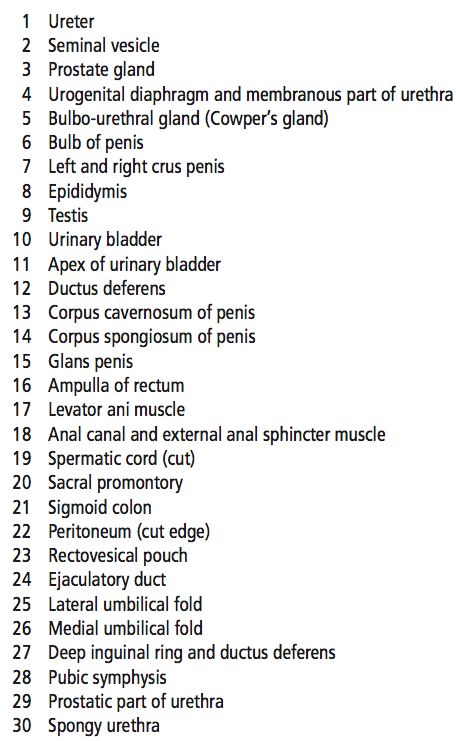 1 Ureter
2 Seminal vesicle
3 Prostate gland
4 Urogenital diaphragm and membranous part of urethra
5 Bulbo-urethral gland (Cowper's gland)
6 Bulb of penis
7 Left and right crus penis
8 Epididymis
9 Testis
10 Urinary bladder
11 Apex of urinary bladder
12 Ductus deferens
13 Corpus cavernosum of penis
14 Corpus spongiosum of penis
15 Glans penis
16 Ampulla of rectum
17 Levator ani muscle
18 Anal canal and external anal sphincter muscle
19 Spermatic cord (cut)
20 Sacral promontory
21 Sigmoid colon
22 Peritoneum (cut edge)
23 Rectovesical pouch
24 Ejaculatory duct
25 Lateral umbilical fold
26 Medial umbilical fold
27 Deep inguinal ring and ductus deferens
28 Pubic symphysis
29 Prostatic part of urethra
30 Spongy urethra